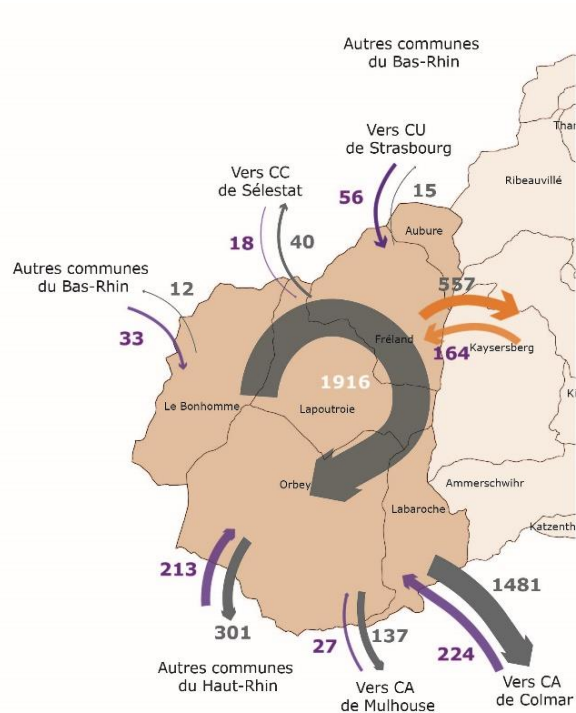 Autres communes
du Bas-Rhin
Thar
Vers CU
de Strasbourg
Ribeauvillé
Vers CC
de Sélestat
56
15
18
40
Aubure
Autres communes
du Bas-Rhin
12
557
33
Fréland
164
Kaysersberg
1916
Ki
Le Bonhomme
Lapoutroie
Orbey
Ammerschwihr
Labaroche
Katzenth
213
1481
301
27
137
224
Autres communes
du Haut-Rhin
Vers CA
de Mulhouse
Vers CA
de Colmar